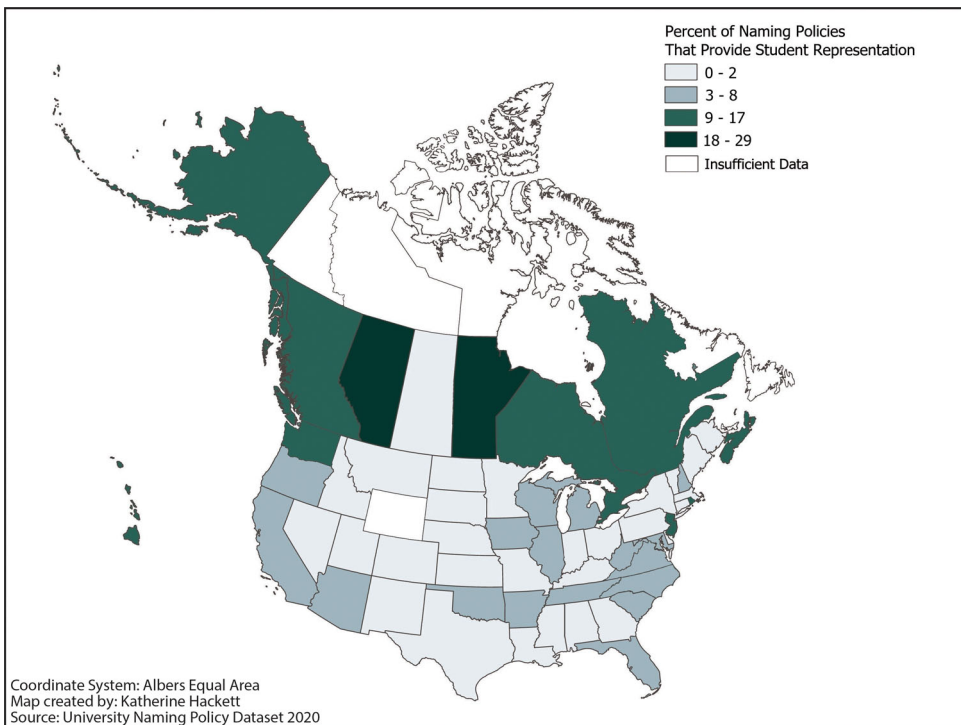 Percent of Naming Policies
That Provide Student Representation
0 - 2
3 - 8
9 - 17
18 - 29
Insufficient Data
Coordinate System: Albers Equal Area
Map created by: Katherine Hackett
Source: University Naming Policy Dataset 2020